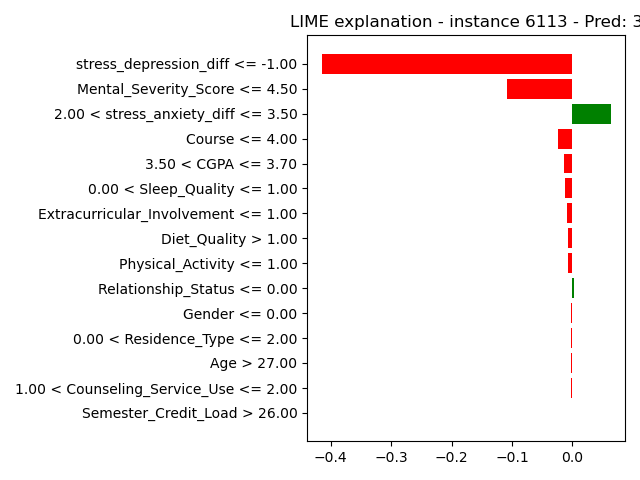 LIME explanation - instance 6113 - Pred: 3
stress_depression_diff <= -1.00
Mental_Severity_Score <= 4.50
2.00 < stress_anxiety_diff <= 3.50
Course <= 4.00
3.50 < CGPA <= 3.70
0.00 < Sleep_Quality <= 1.00
Extracurricular_Involvement <= 1.00
Diet_Quality > 1.00
Physical_Activity <= 1.00
Relationship_Status <= 0.00
Gender <= 0.00
0.00 < Residence_Type <= 2.00
Age > 27.00
1.00 < Counseling_Service_Use <= 2.00
Semester_Credit_Load > 26.00
−0.4 −0.3 −0.2 −0.1 0.0